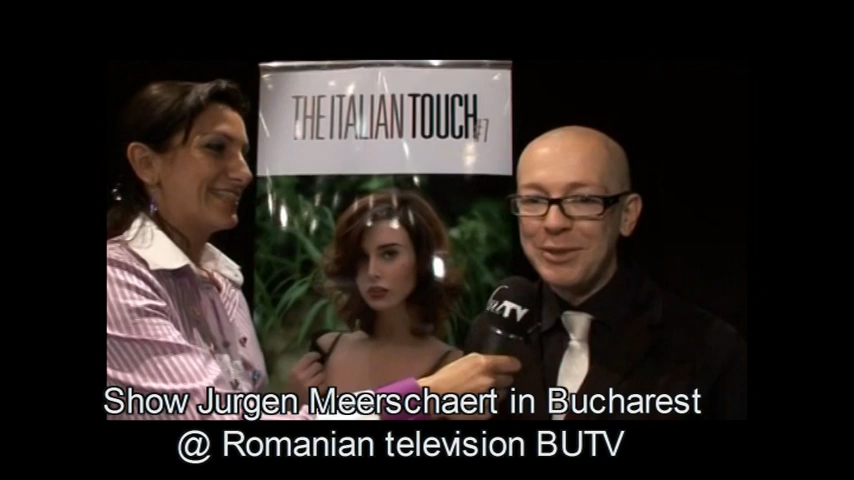 THE ITALIAN TOUCH #7
TV
Show Jurgen Meerschaert in Bucharest
@ Romanian television BUTV